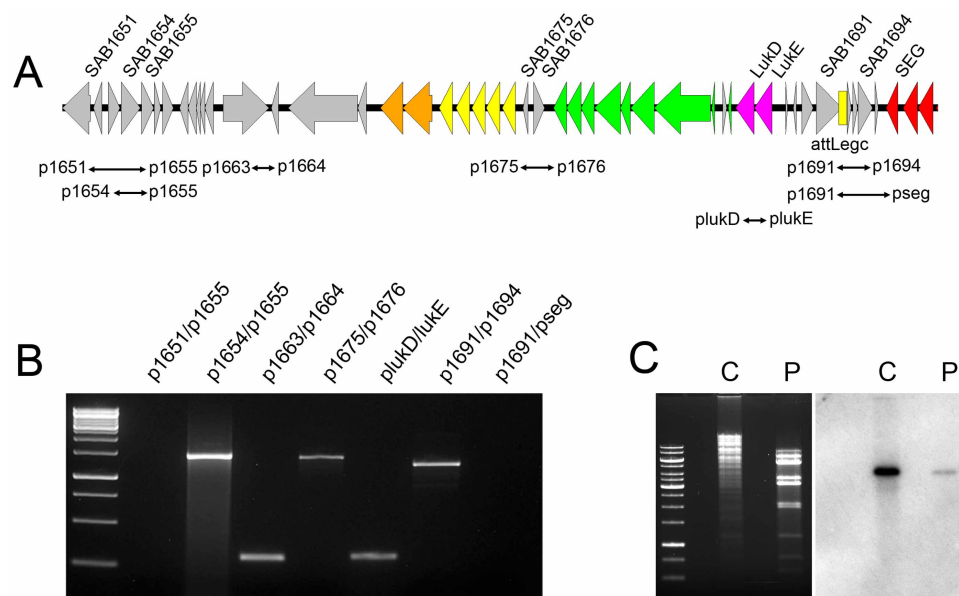 A
SAB1651
SAB1654
SAB1655
SAB1675
SAB1676
LukD
LukE
SAB1691
SAB1694
SEG
attLegc
p1651 p1655 p1663 p1664 p1675 p1676 p1691 p1694
p1654 p1655 p1691 pseg
plukD plukE
B
p1651/p1655
p1654/p1655
p1663/p1664
p1675/p1676
plukD/lukE
p1691/p1694
p1691/pseg
C
C P C P